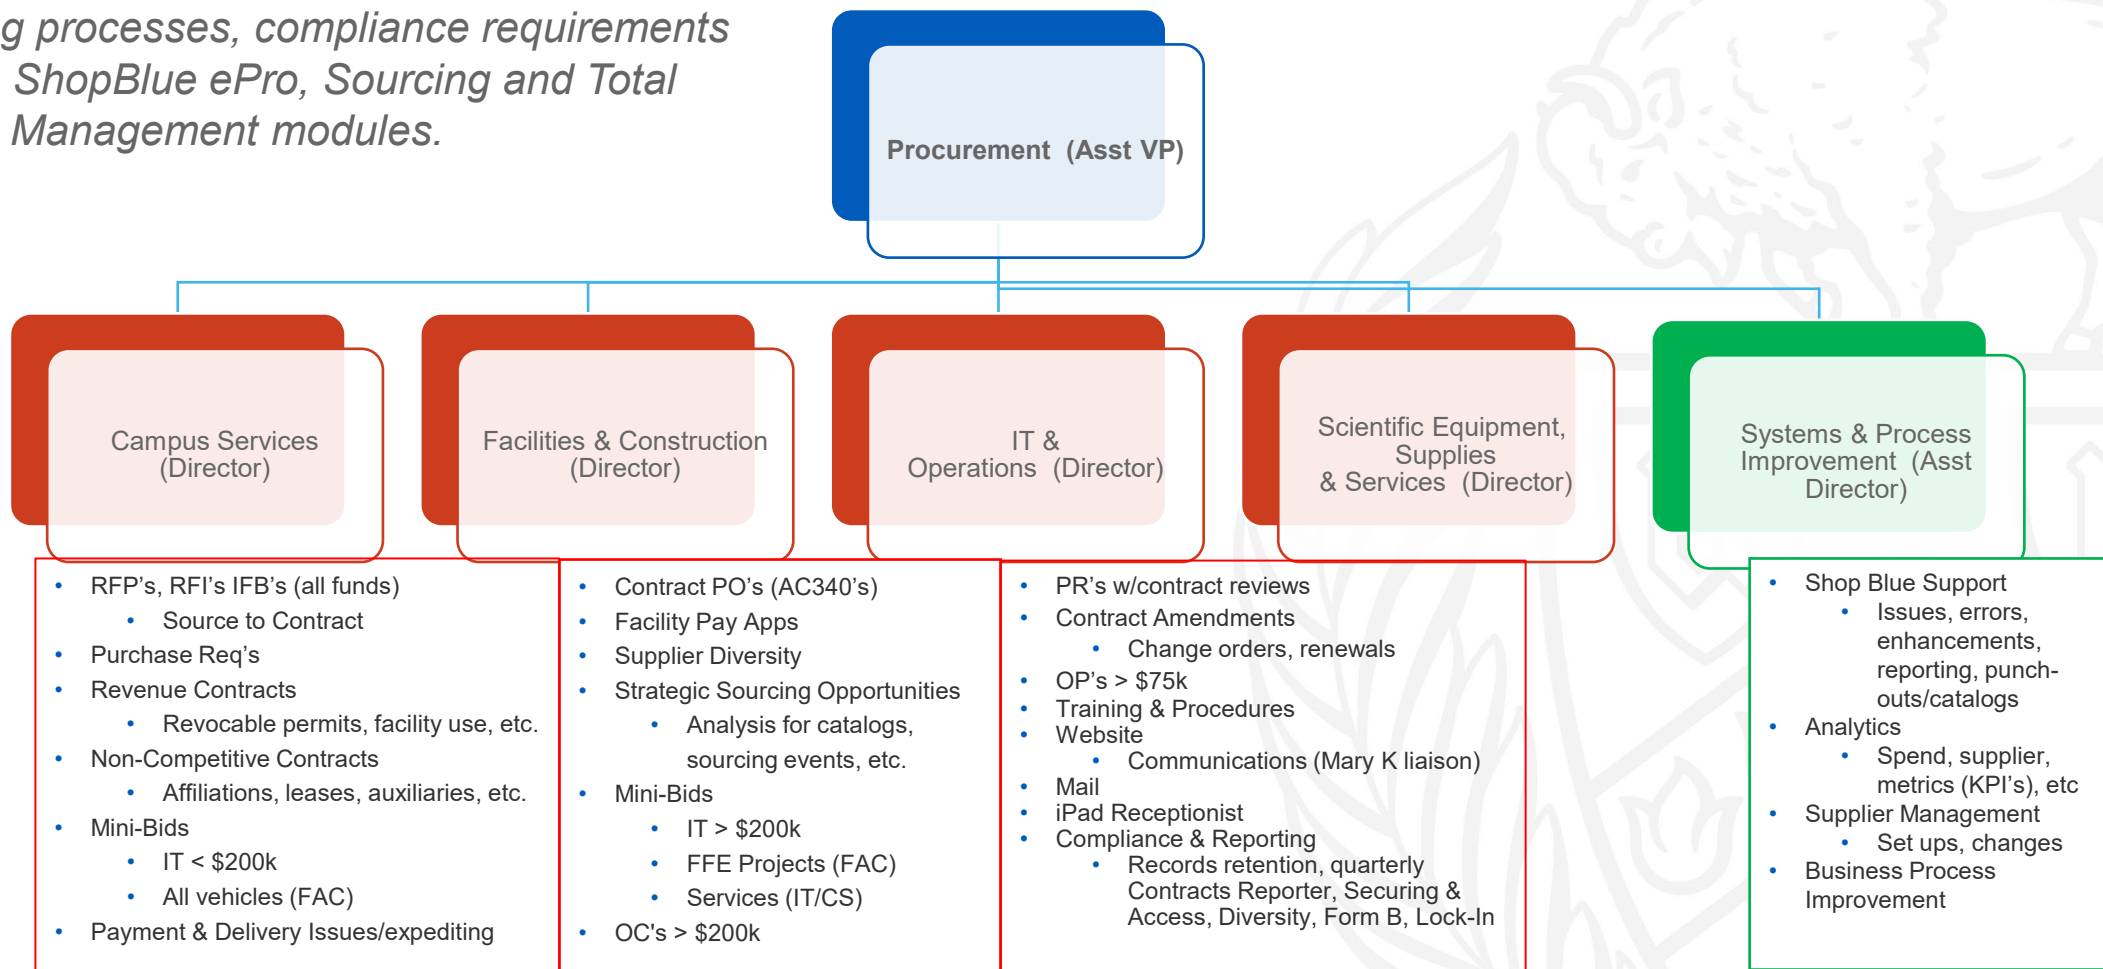 g processes, compliance requirements
ShopBlue ePro, Sourcing and Total
Management modules.
Procurement (Asst VP)
Campus Services
(Director)
Facilities & Construction
(Director)
IT &
Operations (Director)
Scientific Equipment,
Supplies
& Services (Director)
Systems & Process
Improvement (Asst
Director)
• RFP's, RFI's IFB's (all funds)
• Source to Contract
• Purchase Req's
• Revenue Contracts
• Revocable permits, facility use, etc.
• Non-Competitive Contracts
• Affiliations, leases, auxiliaries, etc.
• Mini-Bids
• IT < $200k
• All vehicles (FAC)
• Payment & Delivery Issues/expediting
• Contract PO's (AC340's)
• Facility Pay Apps
• Supplier Diversity
• Strategic Sourcing Opportunities
• Analysis for catalogs,
sourcing events, etc.
• Mini-Bids
• IT > $200k
• FFE Projects (FAC)
• Services (IT/CS)
• OC's > $200k
• PR's w/contract reviews
• Contract Amendments
• Change orders, renewals
• OP's > $75k
• Training & Procedures
• Website
• Communications (Mary K liaison)
• Mail
• iPad Receptionist
• Compliance & Reporting
• Records retention, quarterly
Contracts Reporter, Securing &
Access, Diversity, Form B, Lock-In
• Shop Blue Support
• Issues, errors,
enhancements,
reporting, punch-
outs/catalogs
• Analytics
• Spend, supplier,
metrics (KPI's), etc
• Supplier Management
• Set ups, changes
• Business Process
Improvement